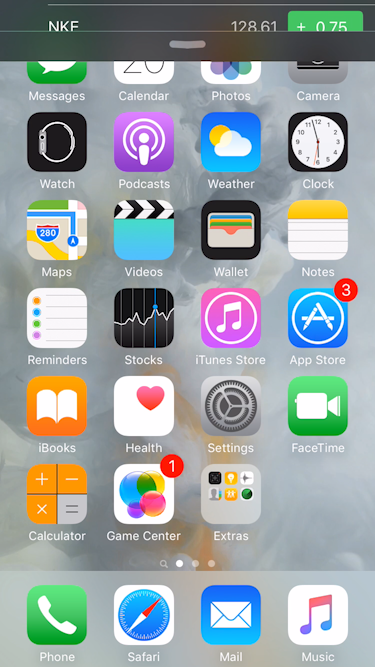 NKE 128.61 + 0.75
20
Messages Calendar Photos Camera
Watch Podcasts Weather Clock
280
Maps Videos Wallet Notes
3
Reminders Stocks iTunes Store App Store
iBooks Health Settings FaceTime
1
Calculator Game Center Extras
Phone Safari Mail Music